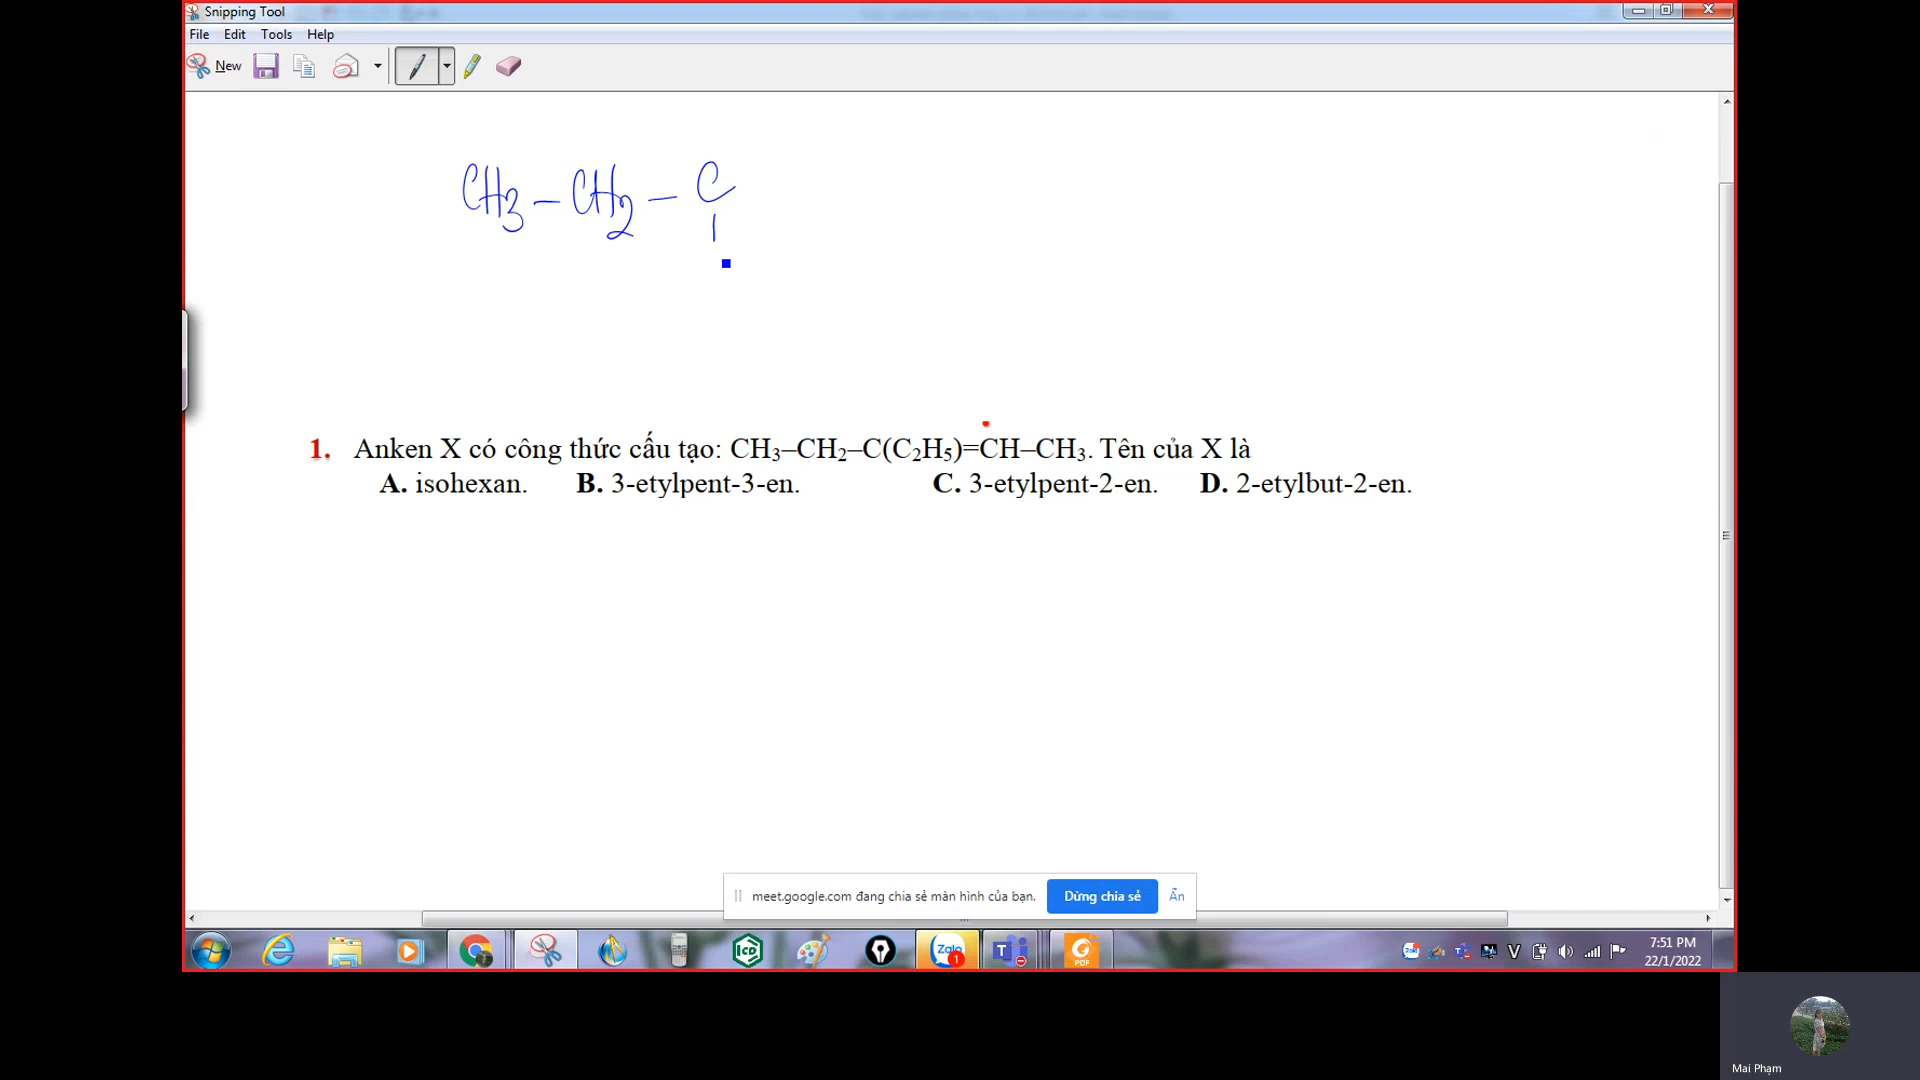 Snipping Tool
File Edit Tools Help
New
CH3 – CH2 – C
1. Anken X có công thức cấu tạo: CH₃–CH₂–C(C₂H₅)=CH–CH₃. Tên của X là
A. isohexan. B. 3-etylpent-3-en. C. 3-etylpent-2-en. D. 2-etylbut-2-en.
meet.google.com đang chia sẻ màn hình của bạn. Dừng chia sẻ Ẩn
7:51 PM
22/1/2022
Mai Phạm